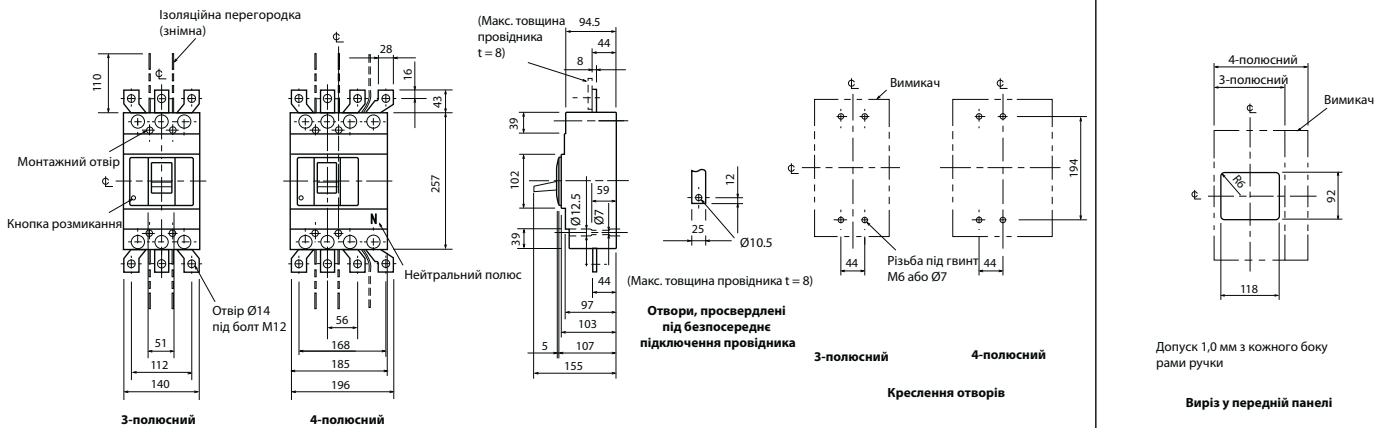 Ізоляційна перегородка
(знімна)
110
℄
℄
28
16
43
Монтажний отвір
℄
257
Кнопка розмикання
N
Нейтральний полюс
Отвір Ø14
під болт М12
51
112
140
56
168
185
196
3-полюсний
4-полюсний
(Макс. товщина
провідника
t = 8)
94.5
44
8
39
102
59
Ø12.5
Ø7
39
44
97
103
5
107
155
12
25
Ø10.5
(Макс. товщина провідника t = 8)
Отвори, просвердлені
під безпосереднє
підключення провідника
℄
Вимикач
℄
℄
194
44
Різьба під гвинт
М6 або Ø7
44
3-полюсний
4-полюсний
Креслення отворів
4-полюсний
3-полюсний
Вимикач
℄
℄
R6
92
118
Допуск 1,0 мм з кожного боку
рами ручки
Виріз у передній панелі